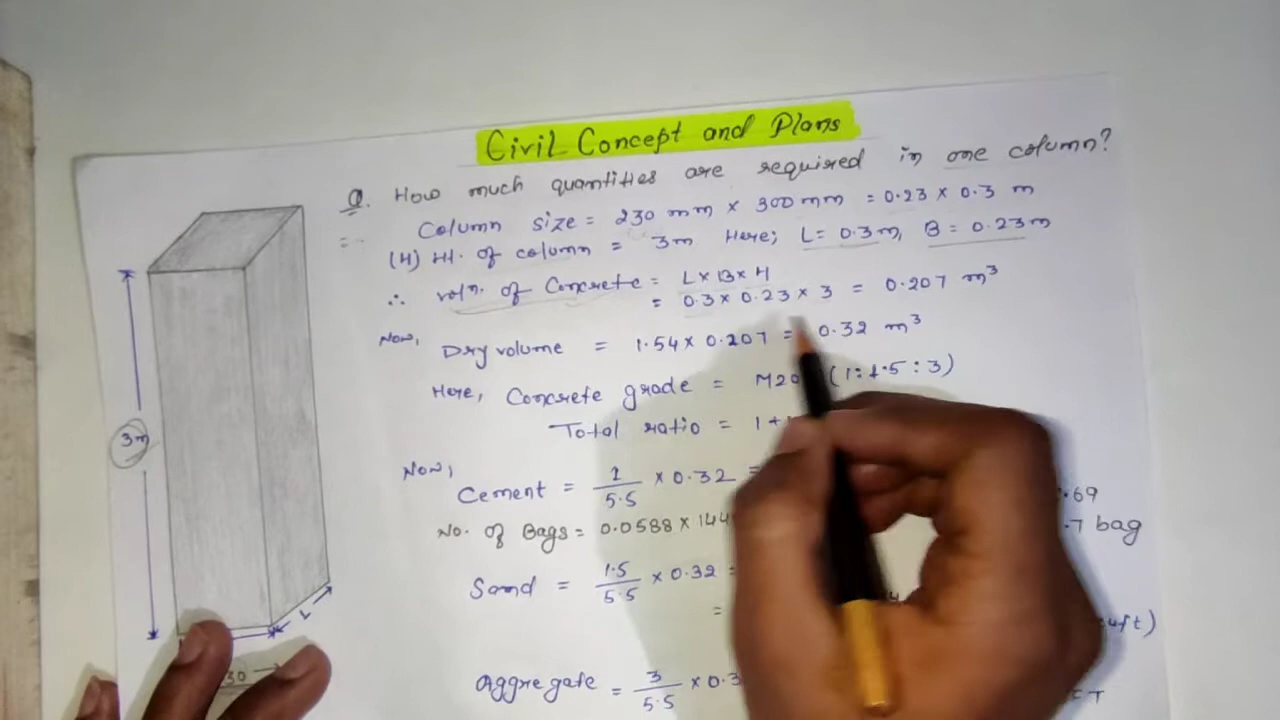 Civil Concept and Plans
Q. How much quantities are required in one column?
Column size = 230 mm × 300 mm = 0.23 × 0.3 m
(H) Ht. of column = 3m Here; L= 0.3m, B = 0.23m
∴ voln. of Concrete = L×B×H
= 0.3 × 0.23 × 3 = 0.207 m³
Now,
Dry volume = 1.54 × 0.207 = 0.32 m³
Here, Concrete grade = M20 (1:1.5:3)
Total ratio = 1+
3m
Now,
Cement = 1/5.5 × 0.32 =
.69
No. of Bags = 0.0588 × 144
.7 bag
Sand = 1.5/5.5 × 0.32 =
=
L
30
Aggregate = 3/5.5 × 0.3